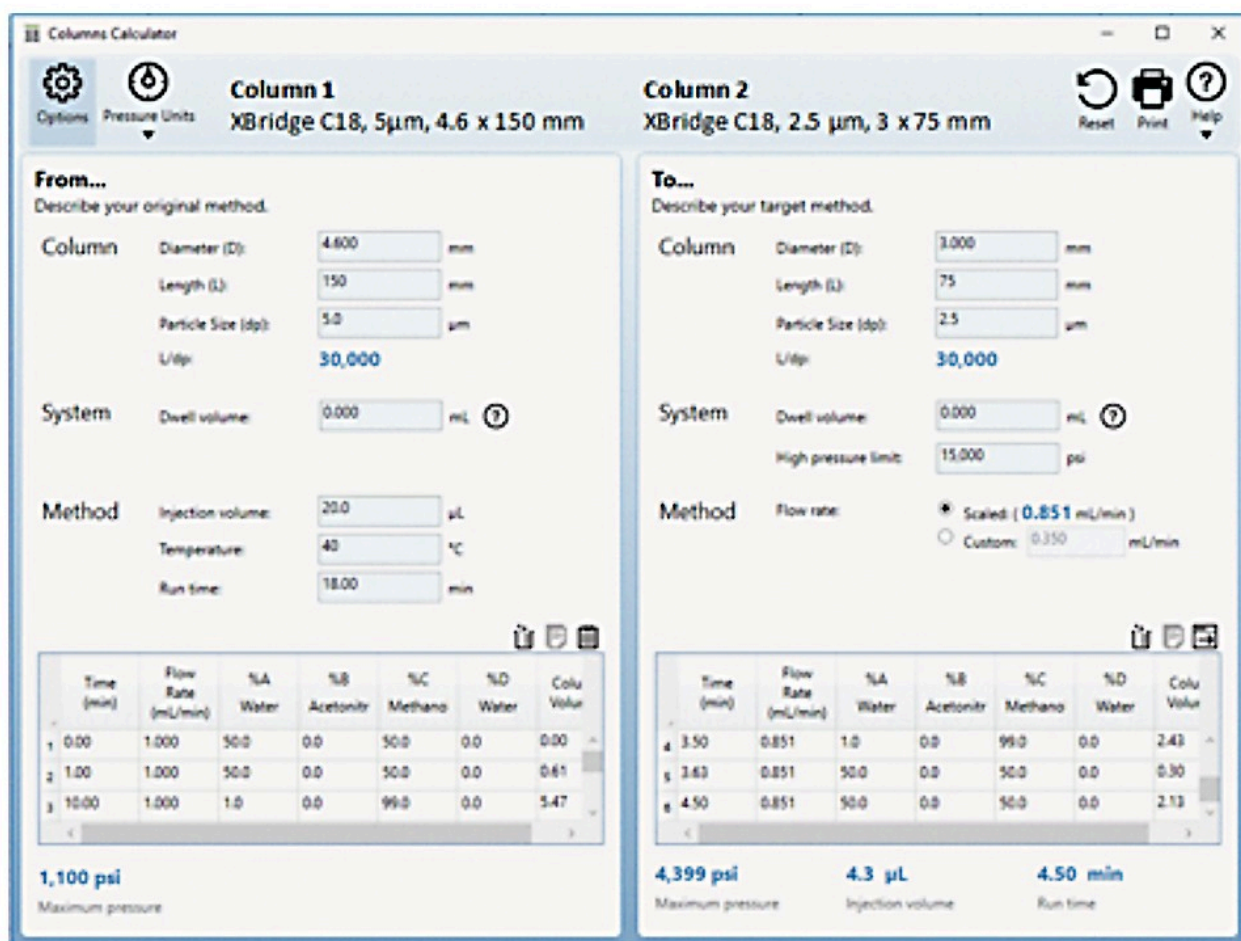 Columns Calculator
Options
Pressure Units
Column 1
XBridge C18, 5µm, 4.6 x 150 mm
Column 2
XBridge C18, 2.5 µm, 3 x 75 mm
Reset
Print
Help
From...
Describe your original method.
Column
Diameter (D): 4.600 mm
Length (L): 150 mm
Particle Size (dp): 5.0 µm
L/dp: 30,000
System
Dwell volume: 0.000 mL ?
Method
Injection volume: 20.0 µL
Temperature: 40 °C
Run time: 18.00 min
Time (min) Flow Rate (mL/min) %A Water %B Acetonitr %C Methano %D Water Colu Volur
1 0.00 1.000 50.0 0.0 50.0 0.0 0.00
2 1.00 1.000 50.0 0.0 50.0 0.0 0.61
3 10.00 1.000 1.0 0.0 99.0 0.0 5.47
1,100 psi
Maximum pressure
To...
Describe your target method.
Column
Diameter (D): 3.000 mm
Length (L): 75 mm
Particle Size (dp): 2.5 µm
L/dp: 30,000
System
Dwell volume: 0.000 mL ?
High pressure limit: 15,000 psi
Method
Flow rate: Scaled: ( 0.851 mL/min )
Custom: 0.350 mL/min
Time (min) Flow Rate (mL/min) %A Water %B Acetonitr %C Methano %D Water Colu Volur
4 3.50 0.851 1.0 0.0 99.0 0.0 2.43
5 3.63 0.851 50.0 0.0 50.0 0.0 0.30
6 4.50 0.851 50.0 0.0 50.0 0.0 2.13
4,399 psi 4.3 µL 4.50 min
Maximum pressure Injection volume Run time